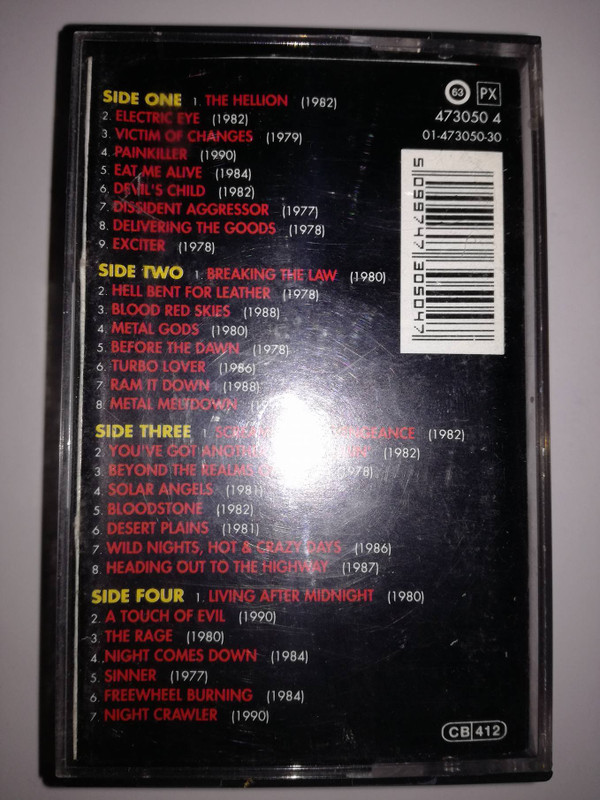 SIDE ONE 1. THE HELLION (1982)
2. ELECTRIC EYE (1982)
3. VICTIM OF CHANGES (1979)
4. PAINKILLER (1990)
5. EAT ME ALIVE (1984)
6. DEVIL'S CHILD (1982)
7. DISSIDENT AGGRESSOR (1977)
8. DELIVERING THE GOODS (1978)
9. EXCITER (1978)
SIDE TWO 1. BREAKING THE LAW (1980)
2. HELL BENT FOR LEATHER (1978)
3. BLOOD RED SKIES (1988)
4. METAL GODS (1980)
5. BEFORE THE DAWN (1978)
6. TURBO LOVER (1986)
7. RAM IT DOWN (1988)
8. METAL MELTDOWN
SIDE THREE 1. VENGEANCE (1982)
2. YOU'VE GOT (1982)
3. BEYOND THE REALMS
4. SOLAR ANGELS (1981)
5. BLOODSTONE (1982)
6. DESERT PLAINS (1981)
7. WILD NIGHTS, HOT & CRAZY DAYS (1986)
8. HEADING OUT TO THE HIGHWAY (1987)
SIDE FOUR 1. LIVING AFTER MIDNIGHT (1980)
2. A TOUCH OF EVIL (1990)
3. THE RAGE (1980)
4. NIGHT COMES DOWN (1984)
5. SINNER (1977)
6. FREEWHEEL BURNING (1984)
7. NIGHT CRAWLER (1990)
63 PX
473050 4
01-473050-30
5 099747 305047
CB 412